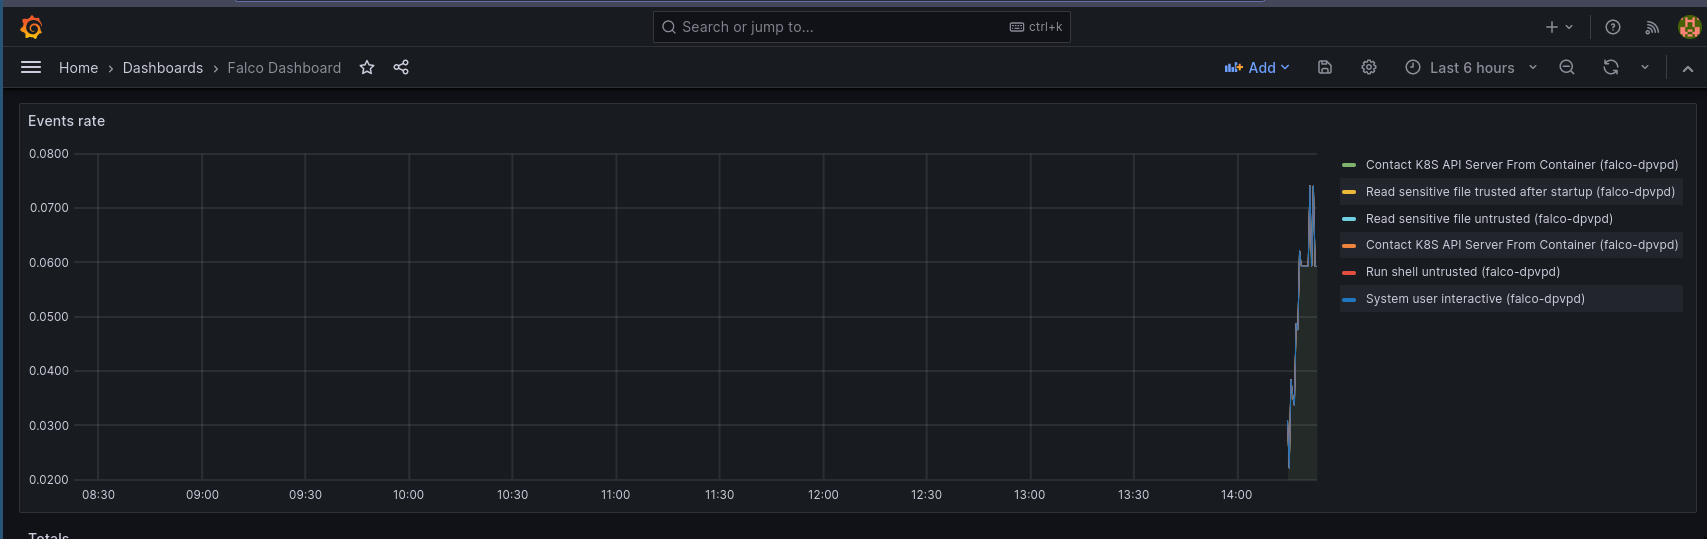 Search or jump to... ctrl+k
Home › Dashboards › Falco Dashboard Add Last 6 hours
Events rate
0.0800
0.0700
0.0600
0.0500
0.0400
0.0300
0.0200
08:30 09:00 09:30 10:00 10:30 11:00 11:30 12:00 12:30 13:00 13:30 14:00
Contact K8S API Server From Container (falco-dpvpd)
Read sensitive file trusted after startup (falco-dpvpd)
Read sensitive file untrusted (falco-dpvpd)
Contact K8S API Server From Container (falco-dpvpd)
Run shell untrusted (falco-dpvpd)
System user interactive (falco-dpvpd)
Totals